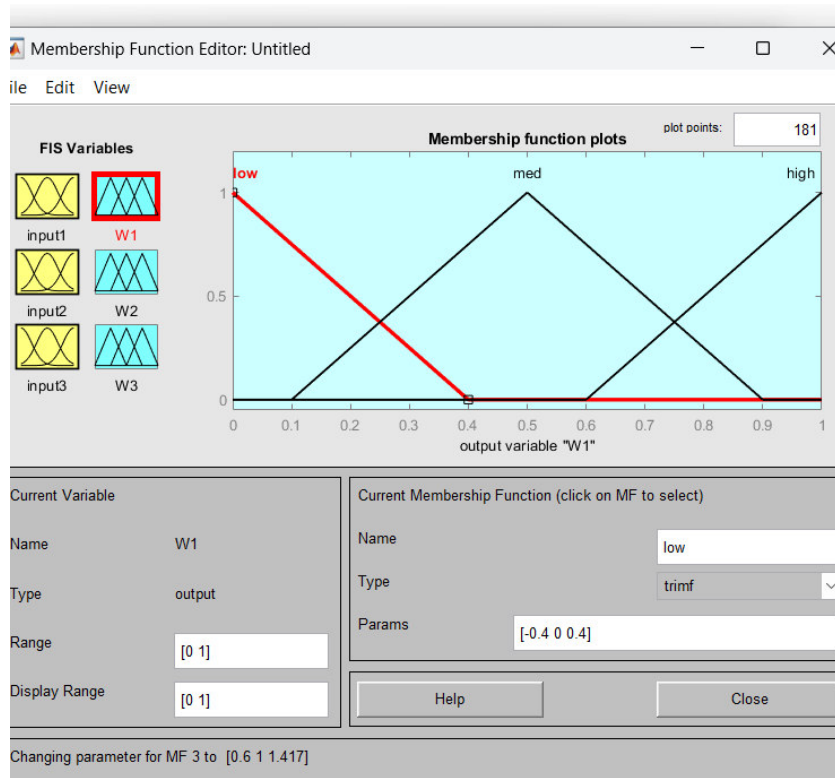 Membership Function Editor: Untitled
ile Edit View
FIS Variables
input1 W1
input2 W2
input3 W3
Membership function plots
plot points: 181
low med high
1
0.5
0
0 0.1 0.2 0.3 0.4 0.5 0.6 0.7 0.8 0.9 1
output variable "W1"
Current Variable
Name W1
Type output
Range [0 1]
Display Range [0 1]
Current Membership Function (click on MF to select)
Name low
Type trimf
Params [-0.4 0 0.4]
Help Close
Changing parameter for MF 3 to [0.6 1 1.417]